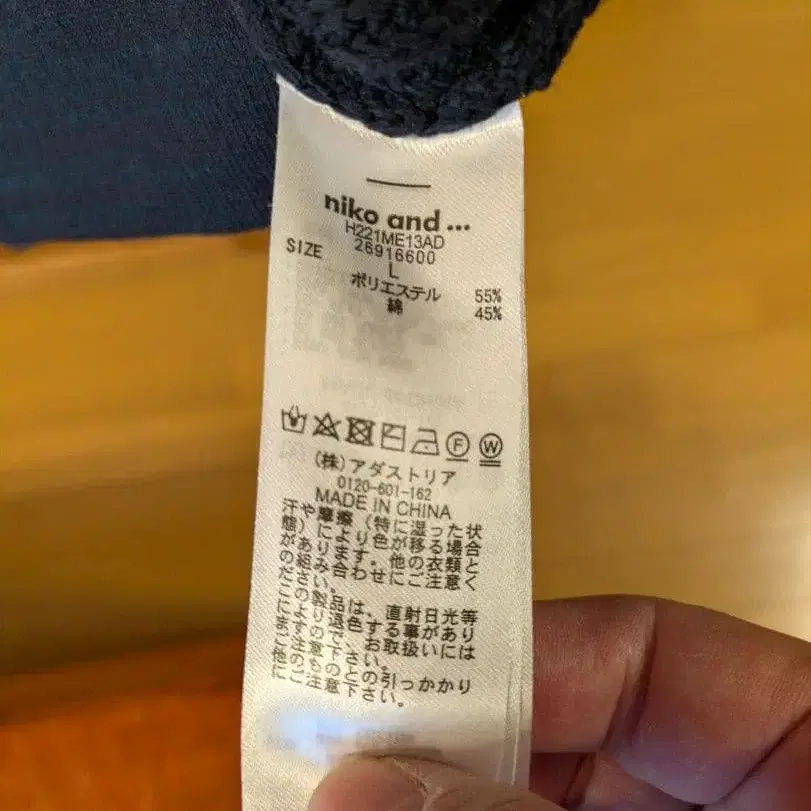 niko and ...
H221ME13AD
26916600
SIZE L
ポリエステル 55%
綿 45%
F W
(株)アダストリア
0120-601-162
MADE IN CHINA
汗や摩擦(特に湿った状
態)により色が移る場合
があります。他の衣類と
の組み合わせにご注意く
ださい。
この製品は、直射日光等
により退色する事があり
ますので、お取扱いには
ご注意下さい。
他のものとの引っかかり
にご注意下さい。